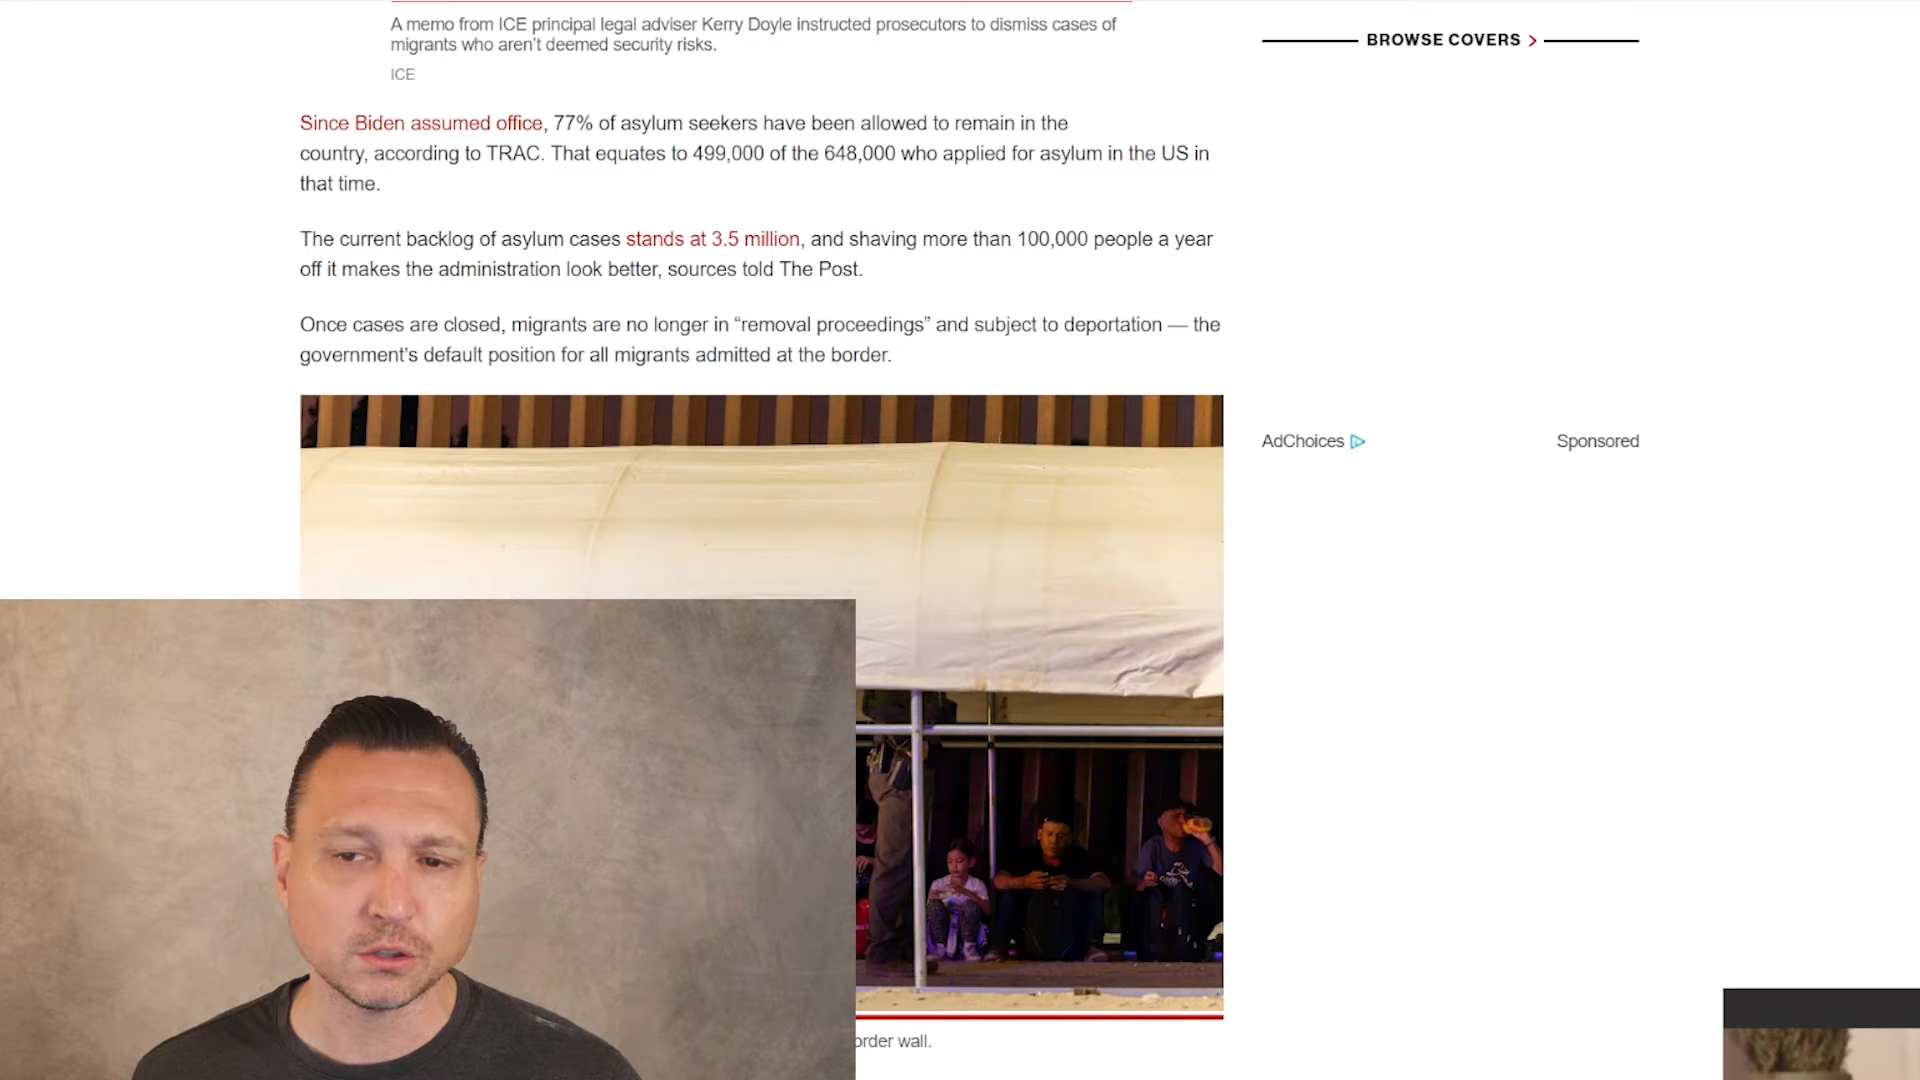 A memo from ICE principal legal adviser Kerry Doyle instructed prosecutors to dismiss cases of
migrants who aren't deemed security risks.
ICE
BROWSE COVERS
Since Biden assumed office, 77% of asylum seekers have been allowed to remain in the
country, according to TRAC. That equates to 499,000 of the 648,000 who applied for asylum in the US in
that time.
The current backlog of asylum cases stands at 3.5 million, and shaving more than 100,000 people a year
off it makes the administration look better, sources told The Post.
Once cases are closed, migrants are no longer in “removal proceedings” and subject to deportation — the
government's default position for all migrants admitted at the border.
AdChoices
Sponsored
order wall.